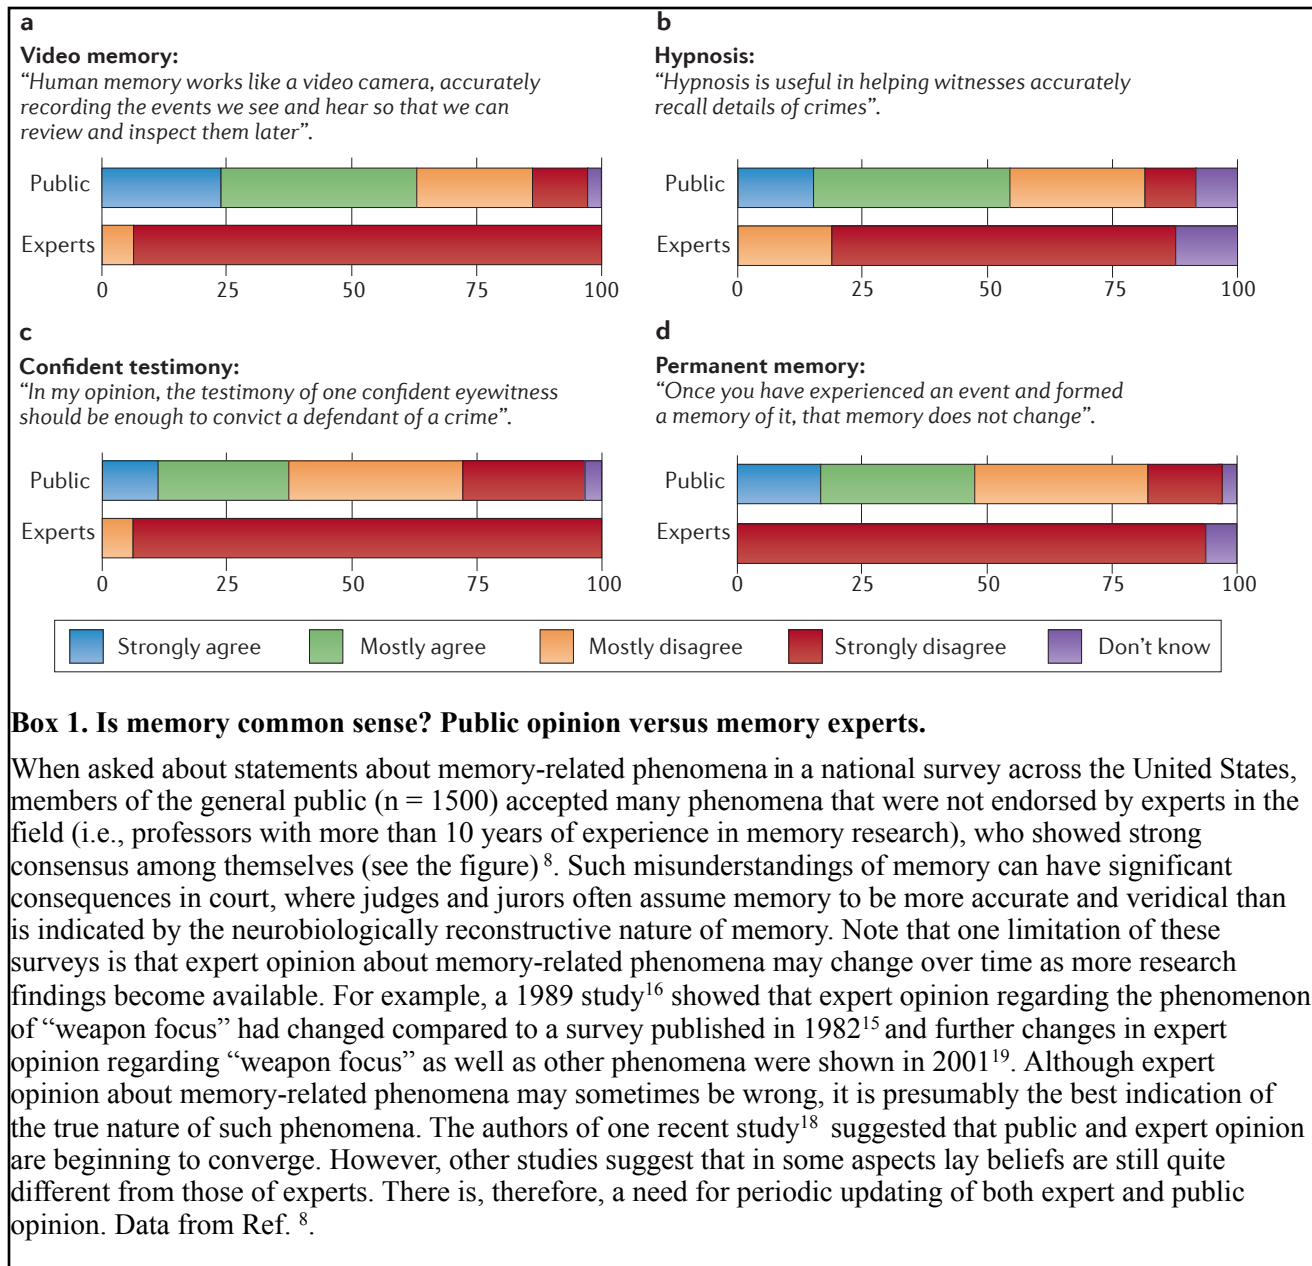 a
Video memory:
“Human memory works like a video camera, accurately
recording the events we see and hear so that we can
review and inspect them later”.
Public
Experts
0 25 50 75 100
b
Hypnosis:
“Hypnosis is useful in helping witnesses accurately
recall details of crimes”.
Public
Experts
0 25 50 75 100
c
Confident testimony:
“In my opinion, the testimony of one confident eyewitness
should be enough to convict a defendant of a crime”.
Public
Experts
0 25 50 75 100
d
Permanent memory:
“Once you have experienced an event and formed
a memory of it, that memory does not change”.
Public
Experts
0 25 50 75 100
Strongly agree Mostly agree Mostly disagree Strongly disagree Don't know
Box 1. Is memory common sense? Public opinion versus memory experts.
When asked about statements about memory-related phenomena in a national survey across the United States,
members of the general public (n = 1500) accepted many phenomena that were not endorsed by experts in the
field (i.e., professors with more than 10 years of experience in memory research), who showed strong
consensus among themselves (see the figure) 8. Such misunderstandings of memory can have significant
consequences in court, where judges and jurors often assume memory to be more accurate and veridical than
is indicated by the neurobiologically reconstructive nature of memory. Note that one limitation of these
surveys is that expert opinion about memory-related phenomena may change over time as more research
findings become available. For example, a 1989 study16 showed that expert opinion regarding the phenomenon
of “weapon focus” had changed compared to a survey published in 198215 and further changes in expert
opinion regarding “weapon focus” as well as other phenomena were shown in 200119. Although expert
opinion about memory-related phenomena may sometimes be wrong, it is presumably the best indication of
the true nature of such phenomena. The authors of one recent study18 suggested that public and expert opinion
are beginning to converge. However, other studies suggest that in some aspects lay beliefs are still quite
different from those of experts. There is, therefore, a need for periodic updating of both expert and public
opinion. Data from Ref. 8.